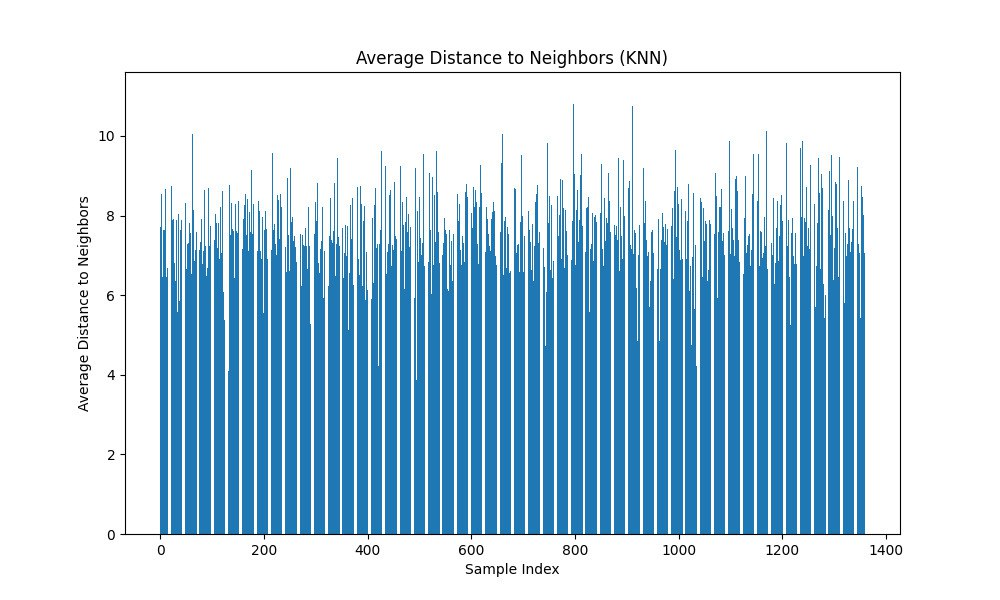 Average Distance to Neighbors (KNN)
Average Distance to Neighbors
10
8
6
4
2
0
0 200 400 600 800 1000 1200 1400
Sample Index